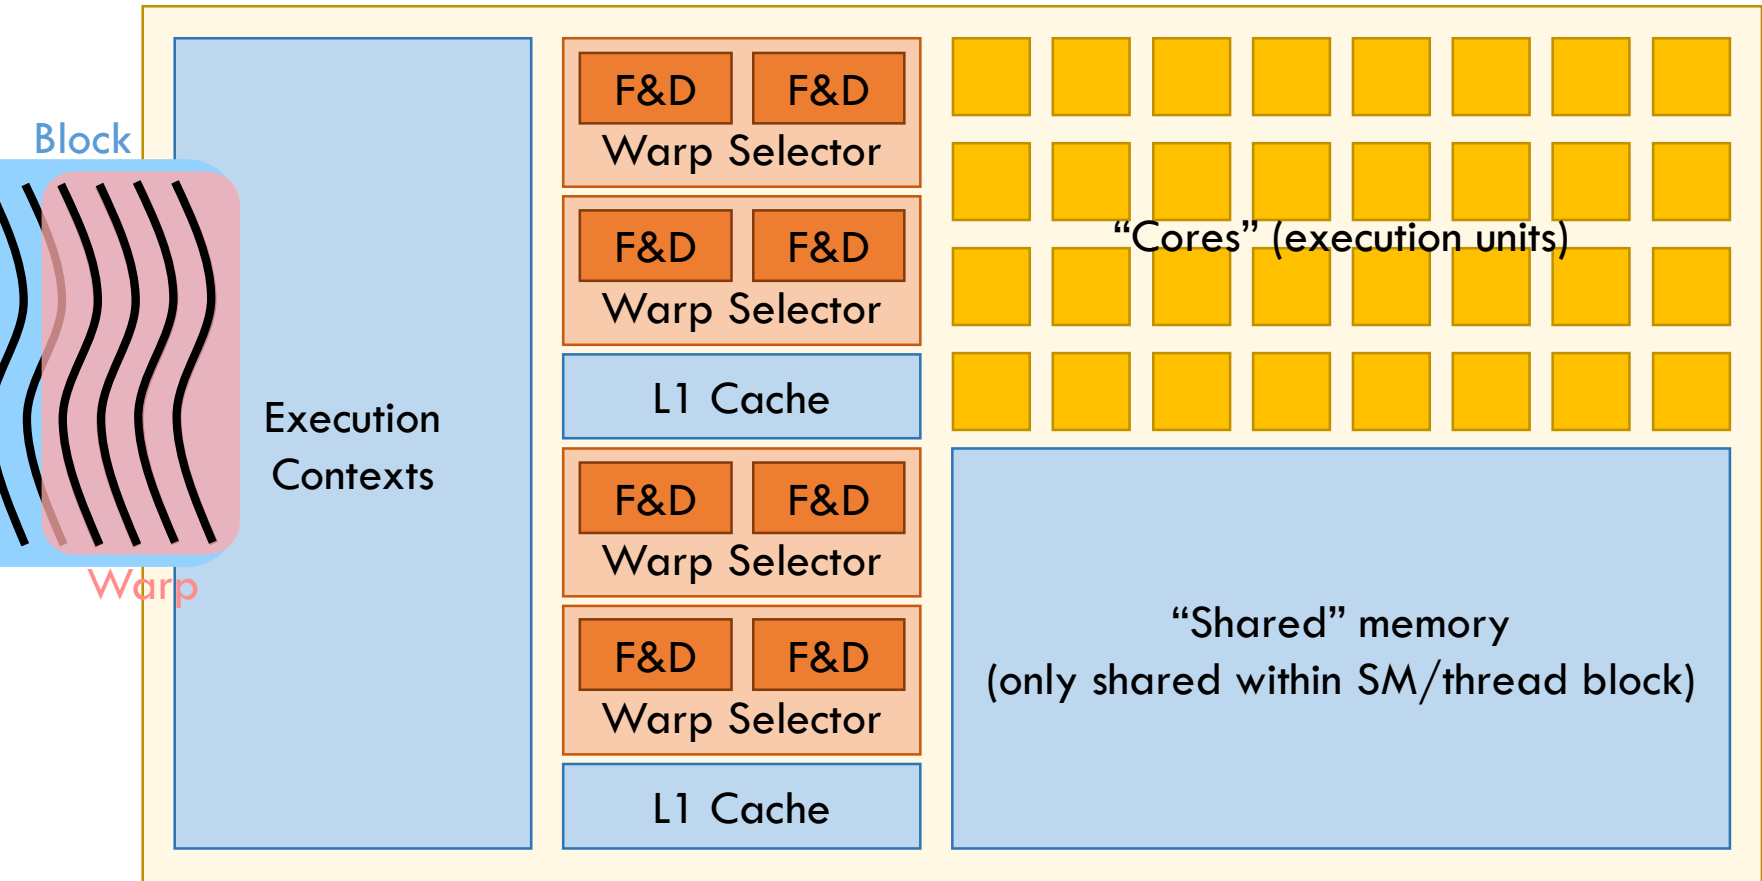 Block
Warp
Execution
Contexts
F&D F&D
Warp Selector
F&D F&D
Warp Selector
L1 Cache
F&D F&D
Warp Selector
F&D F&D
Warp Selector
L1 Cache
“Cores” (execution units)
“Shared” memory
(only shared within SM/thread block)